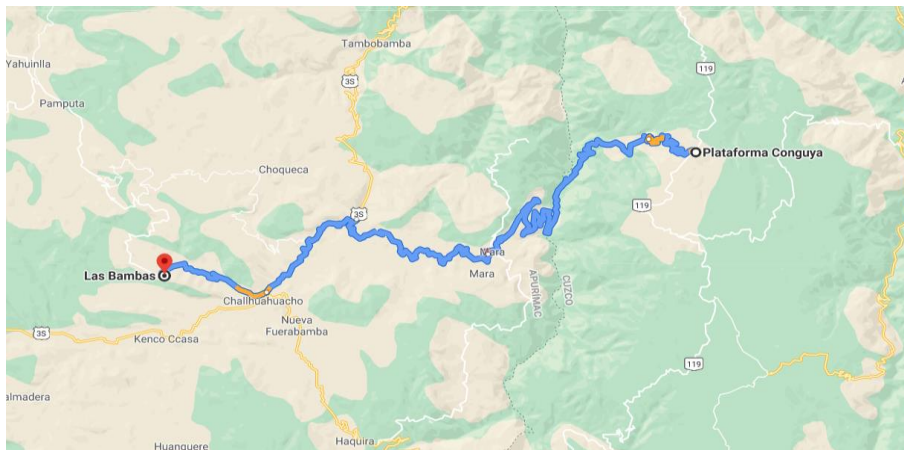 Tambobamba
Yahuinlla
119
3S
Pamputa
Plataforma Conguya
Choqueca
119
3S
Mara
Mara
Las Bambas
APURÍMAC
CUZCO
Challhuahuacho
Nueva
Fuerabamba
3S
Kenco Ccasa
119
almadera
Haquira
Huanquere